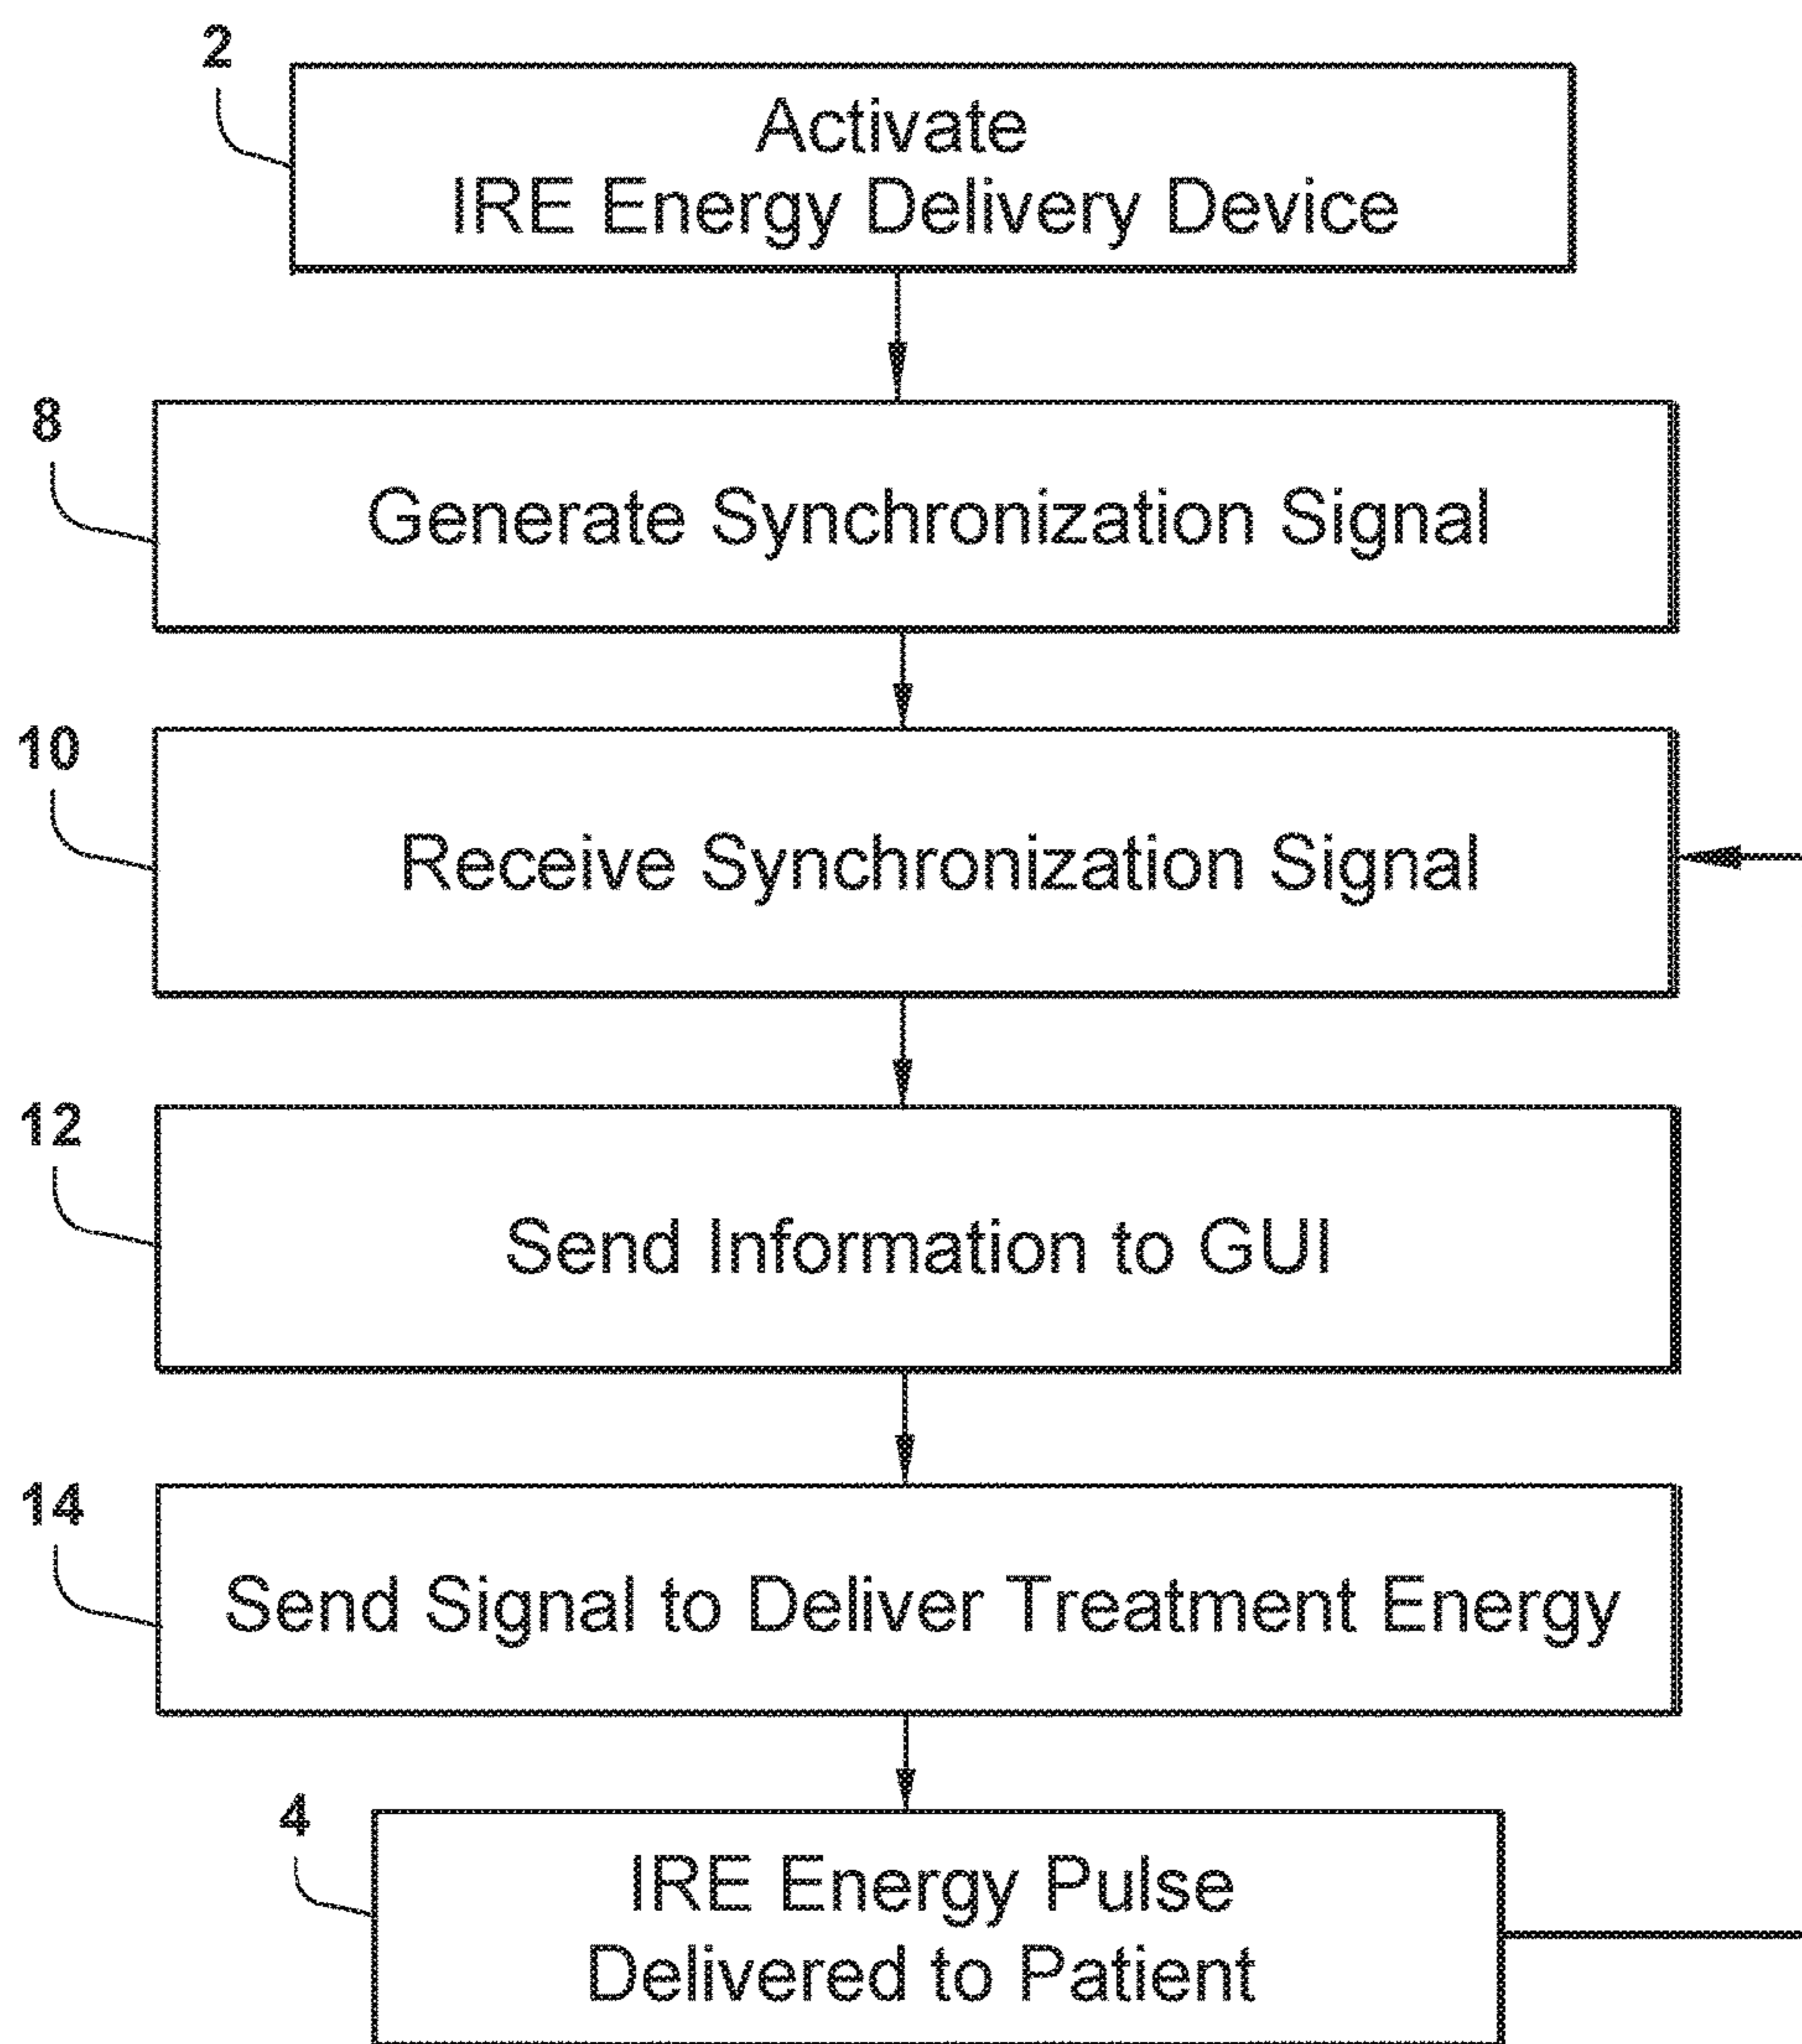 2
Activate
IRE Energy Delivery Device
8
Generate Synchronization Signal
10
Receive Synchronization Signal
12
Send Information to GUI
14
Send Signal to Deliver Treatment Energy
4
IRE Energy Pulse
Delivered to Patient